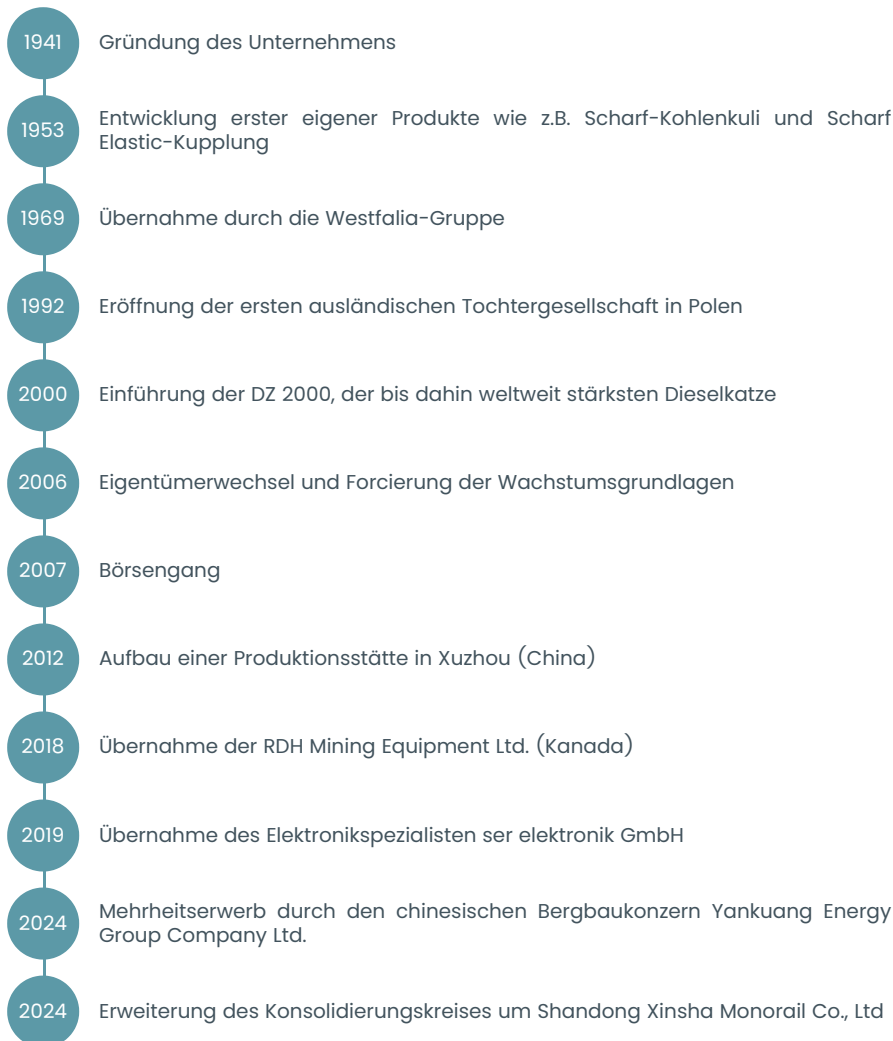 1941 Gründung des Unternehmens
1953 Entwicklung erster eigener Produkte wie z.B. Scharf-Kohlenkuli und Scharf
Elastic-Kupplung
1969 Übernahme durch die Westfalia-Gruppe
1992 Eröffnung der ersten ausländischen Tochtergesellschaft in Polen
2000 Einführung der DZ 2000, der bis dahin weltweit stärksten Dieselkatze
2006 Eigentümerwechsel und Forcierung der Wachstumsgrundlagen
2007 Börsengang
2012 Aufbau einer Produktionsstätte in Xuzhou (China)
2018 Übernahme der RDH Mining Equipment Ltd. (Kanada)
2019 Übernahme des Elektronikspezialisten ser elektronik GmbH
2024 Mehrheitserwerb durch den chinesischen Bergbaukonzern Yankuang Energy
Group Company Ltd.
2024 Erweiterung des Konsolidierungskreises um Shandong Xinsha Monorail Co., Ltd